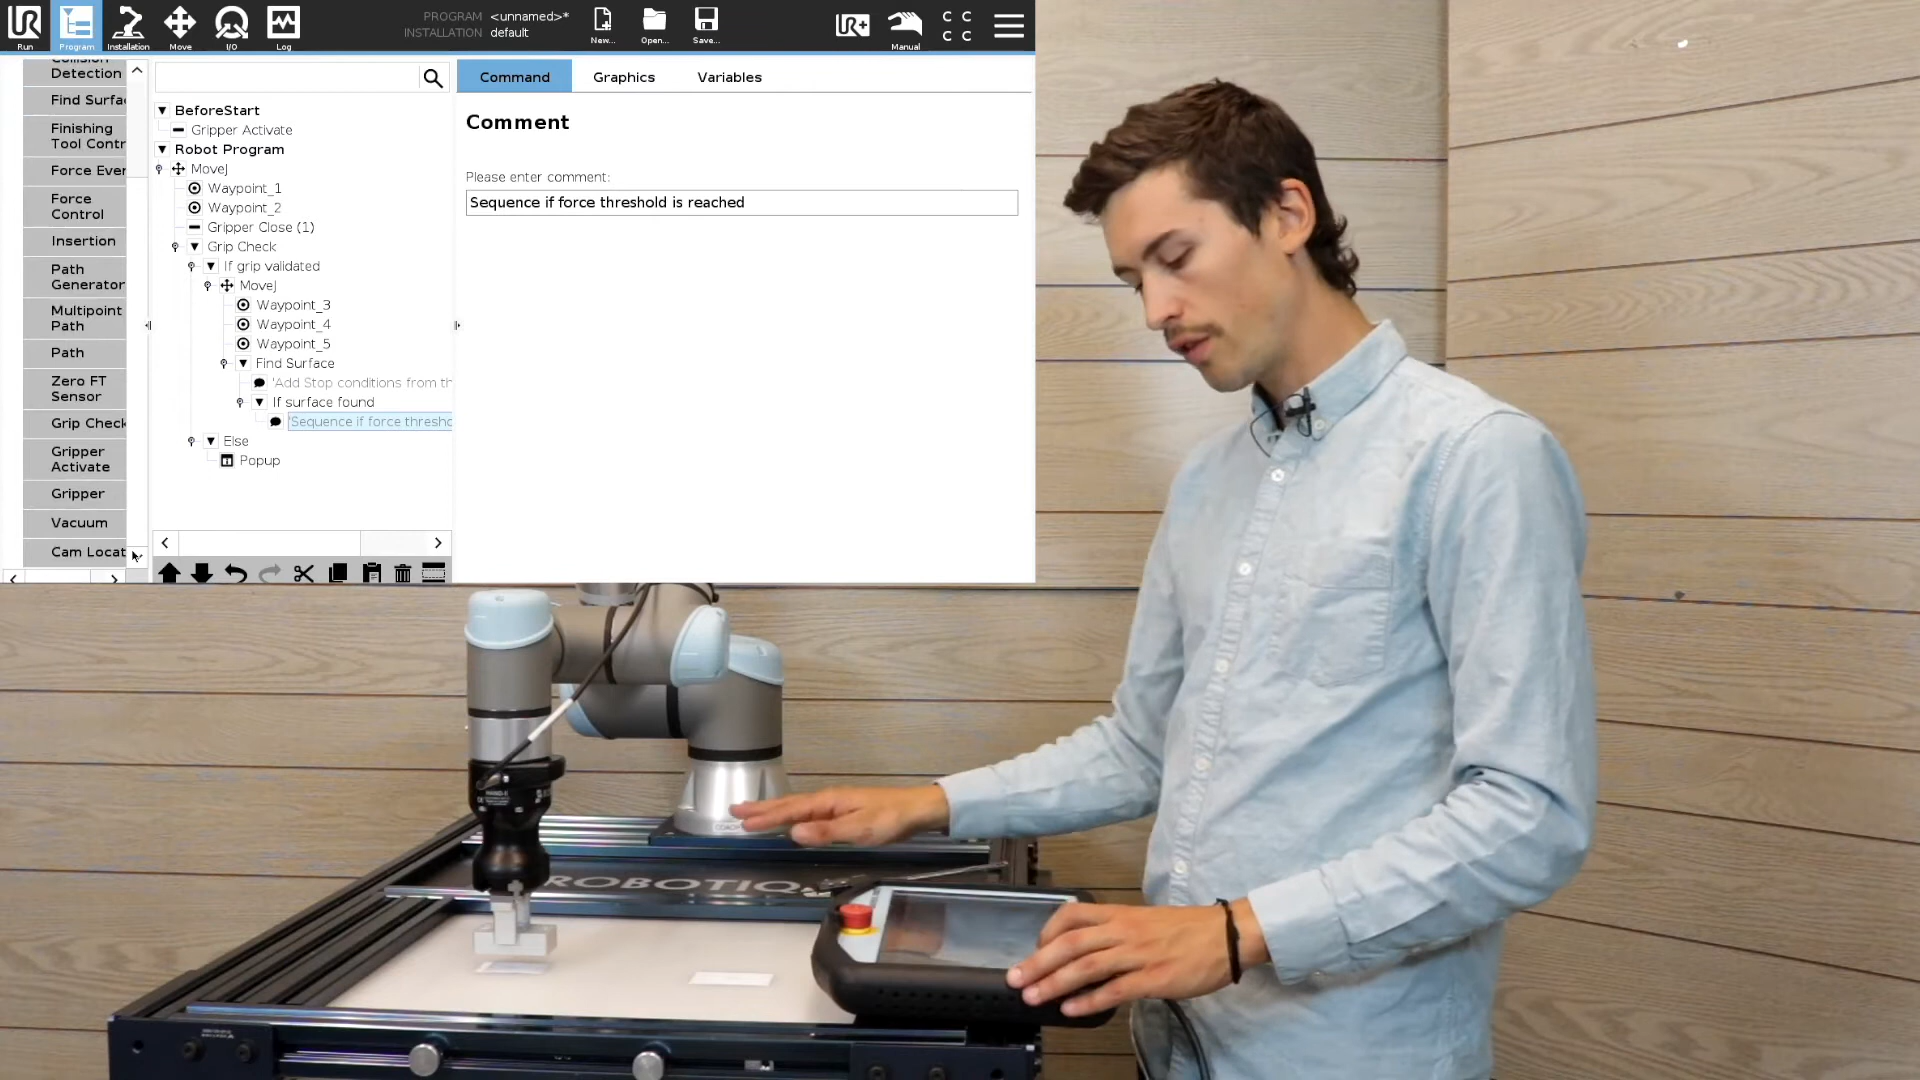 PROGRAM <unnamed>*
INSTALLATION default
Run
Program
Installation
Move
I/O
Log
New...
Open...
Save...
UR+
Manual
C C
C C
Detection
Find Surfac
Finishing
Tool Contr
Force Even
Force
Control
Insertion
Path
Generator
Multipoint
Path
Path
Zero FT
Sensor
Grip Check
Gripper
Activate
Gripper
Vacuum
Cam Locat
BeforeStart
Gripper Activate
Robot Program
MoveJ
Waypoint_1
Waypoint_2
Gripper Close (1)
Grip Check
If grip validated
MoveJ
Waypoint_3
Waypoint_4
Waypoint_5
Find Surface
'Add Stop conditions from th
If surface found
'Sequence if force thresho
Else
Popup
Command
Graphics
Variables
Comment
Please enter comment:
Sequence if force threshold is reached
ROBOTIQ